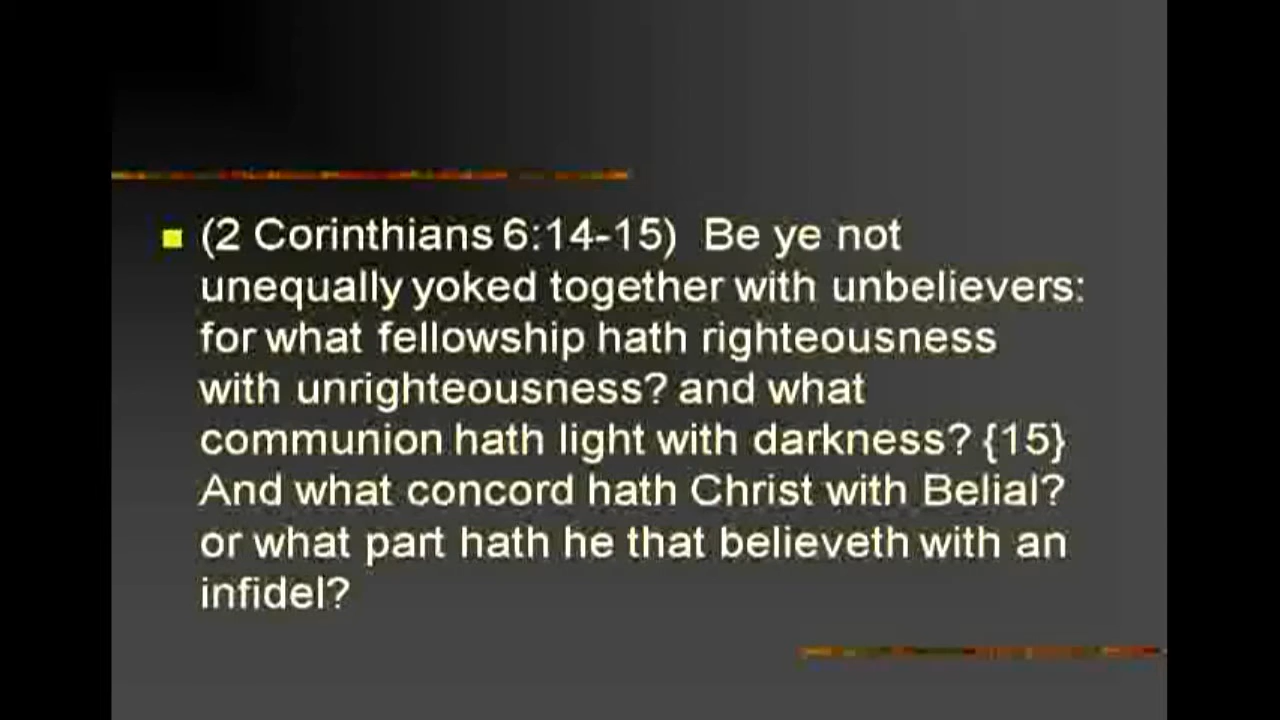 (2 Corinthians 6:14-15) Be ye not
unequally yoked together with unbelievers:
for what fellowship hath righteousness
with unrighteousness? and what
communion hath light with darkness? {15}
And what concord hath Christ with Belial?
or what part hath he that believeth with an
infidel?